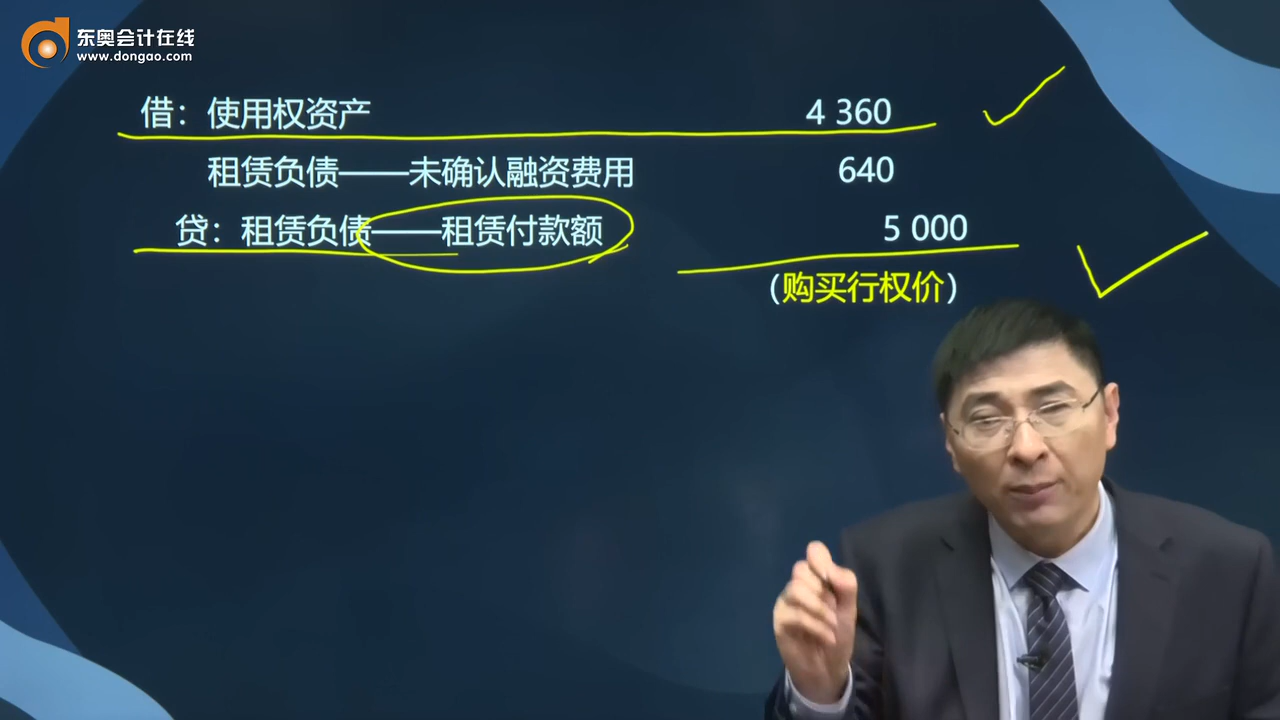 东奥会计在线
www.dongao.com
借：使用权资产 4 360
租赁负债——未确认融资费用 640
贷：租赁负债——租赁付款额 5 000
（购买行权价）